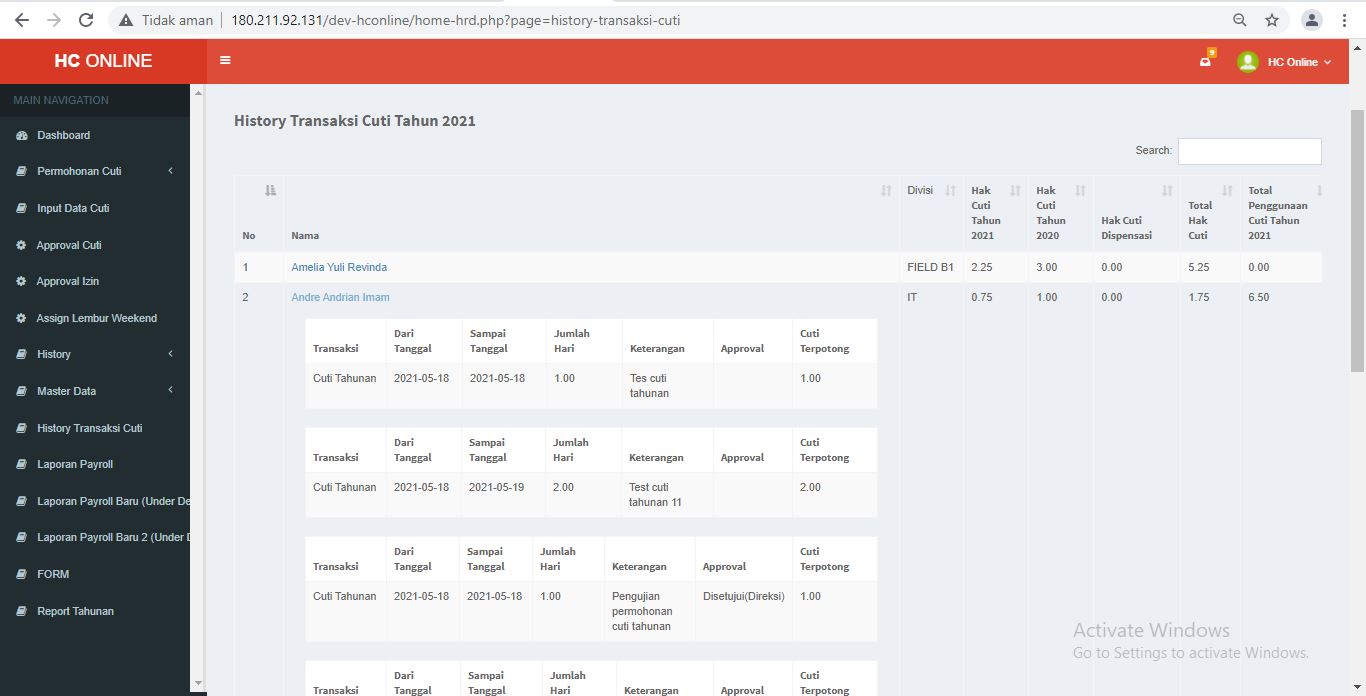 Tidak aman 180.211.92.131/dev-hconline/home-hrd.php?page=history-transaksi-cuti
HC ONLINE
9
HC Online
MAIN NAVIGATION
Dashboard
Permohonan Cuti
Input Data Cuti
Approval Cuti
Approval Izin
Assign Lembur Weekend
History
Master Data
History Transaksi Cuti
Laporan Payroll
Laporan Payroll Baru (Under De
Laporan Payroll Baru 2 (Under D
FORM
Report Tahunan
History Transaksi Cuti Tahun 2021
Search:
No
Nama
Divisi
Hak
Cuti
Tahun
2021
Hak
Cuti
Tahun
2020
Hak Cuti
Dispensasi
Total
Hak
Cuti
Total
Penggunaan
Cuti Tahun
2021
1 Amelia Yuli Revinda FIELD B1 2.25 3.00 0.00 5.25 0.00
2 Andre Andrian Imam IT 0.75 1.00 0.00 1.75 6.50
Transaksi
Dari
Tanggal
Sampai
Tanggal
Jumlah
Hari
Keterangan
Approval
Cuti
Terpotong
Cuti Tahunan 2021-05-18 2021-05-18 1.00 Tes cuti 1.00
tahunan
Transaksi
Dari
Tanggal
Sampai
Tanggal
Jumlah
Hari
Keterangan
Approval
Cuti
Terpotong
Cuti Tahunan 2021-05-18 2021-05-19 2.00 Test cuti 2.00
tahunan 11
Transaksi
Dari
Tanggal
Sampai
Tanggal
Jumlah
Hari
Keterangan
Approval
Cuti
Terpotong
Cuti Tahunan 2021-05-18 2021-05-18 1.00 Pengujian Disetujui(Direksi) 1.00
permohonan
cuti tahunan
Transaksi
Dari
Tanggal
Sampai
Tanggal
Jumlah
Hari
Keterangan
Approval
Cuti
Terpotong
Activate Windows
Go to Settings to activate Windows.